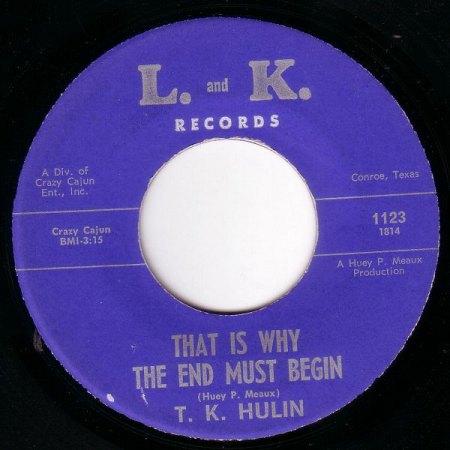 L. and K.
RECORDS
A Div. of
Crazy Cajun
Ent., Inc.
Conroe, Texas
Crazy Cajun
BMI-3:15
1123
1814
A Huey P. Meaux
Production
THAT IS WHY
THE END MUST BEGIN
(Huey P. Meaux)
T. K. HULIN